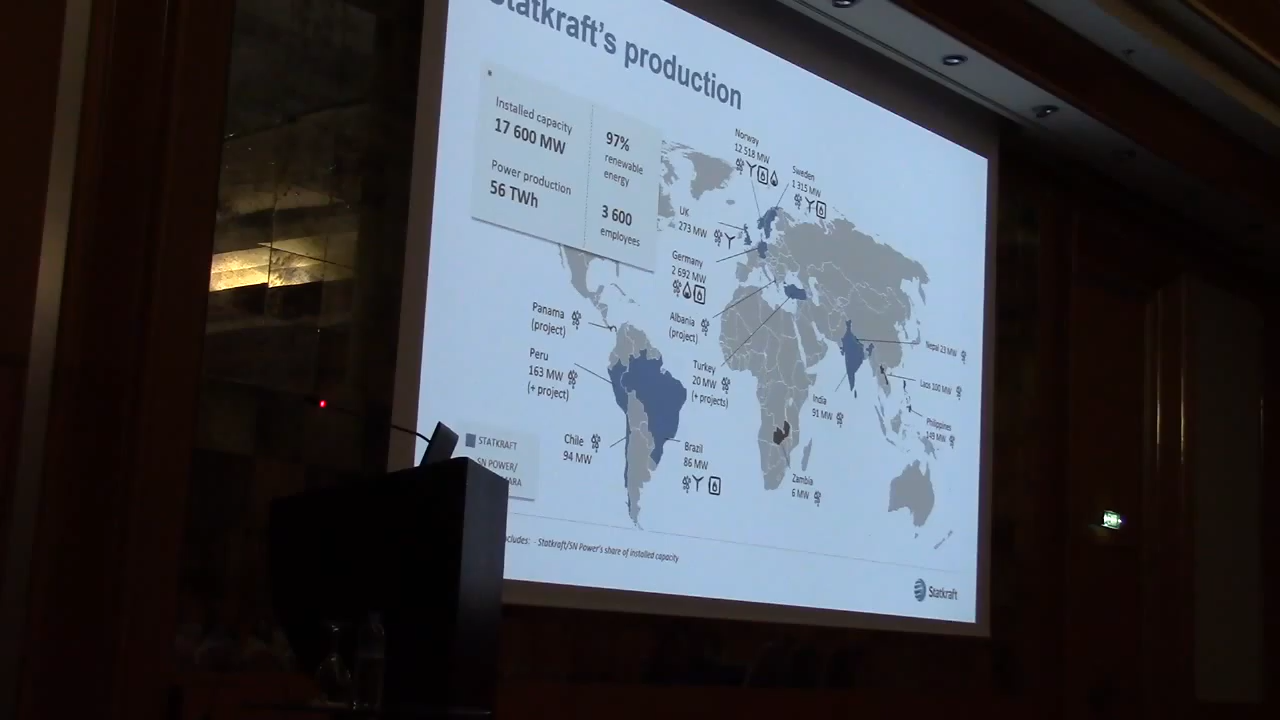 Statkraft's production
Installed capacity
17 600 MW
Power production
56 TWh
97%
renewable
energy
3 600
employees
Norway
12 518 MW
Sweden
1 315 MW
UK
273 MW
Germany
2 692 MW
Albania
(project)
Turkey
20 MW
(+ projects)
Panama
(project)
Peru
163 MW
(+ project)
Chile
94 MW
Brazil
86 MW
India
91 MW
Zambia
6 MW
Nepal 23 MW
Laos 100 MW
Philippines
149 MW
STATKRAFT
SN POWER/
- Statkraft/SN Power's share of installed capacity
Statkraft